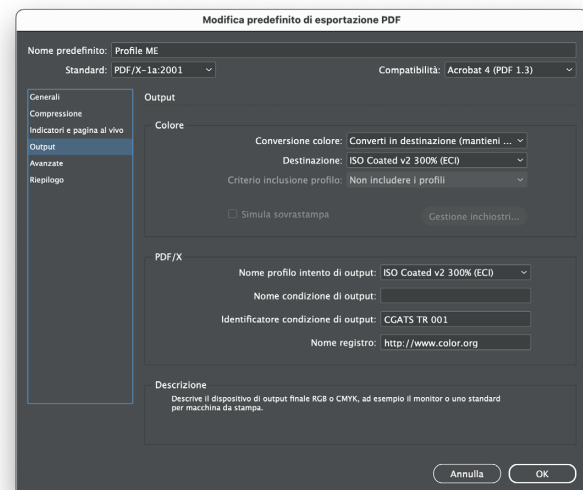 Modifica predefinito di esportazione PDF
Nome predefinito: Profile ME
Standard: PDF/X-1a:2001
Compatibilità: Acrobat 4 (PDF 1.3)
Generali
Compressione
Indicatori e pagina al vivo
Output
Avanzate
Riepilogo
Output
Colore
Conversione colore: Converti in destinazione (mantieni ...
Destinazione: ISO Coated v2 300% (ECI)
Criterio inclusione profilo: Non includere i profili
Simula sovrastampa
Gestione inchiostri...
PDF/X
Nome profilo intento di output: ISO Coated v2 300% (ECI)
Nome condizione di output:
Identificatore condizione di output: CGATS TR 001
Nome registro: http://www.color.org
Descrizione
Descrive il dispositivo di output finale RGB o CMYK, ad esempio il monitor o uno standard
per macchina da stampa.
Annulla
OK